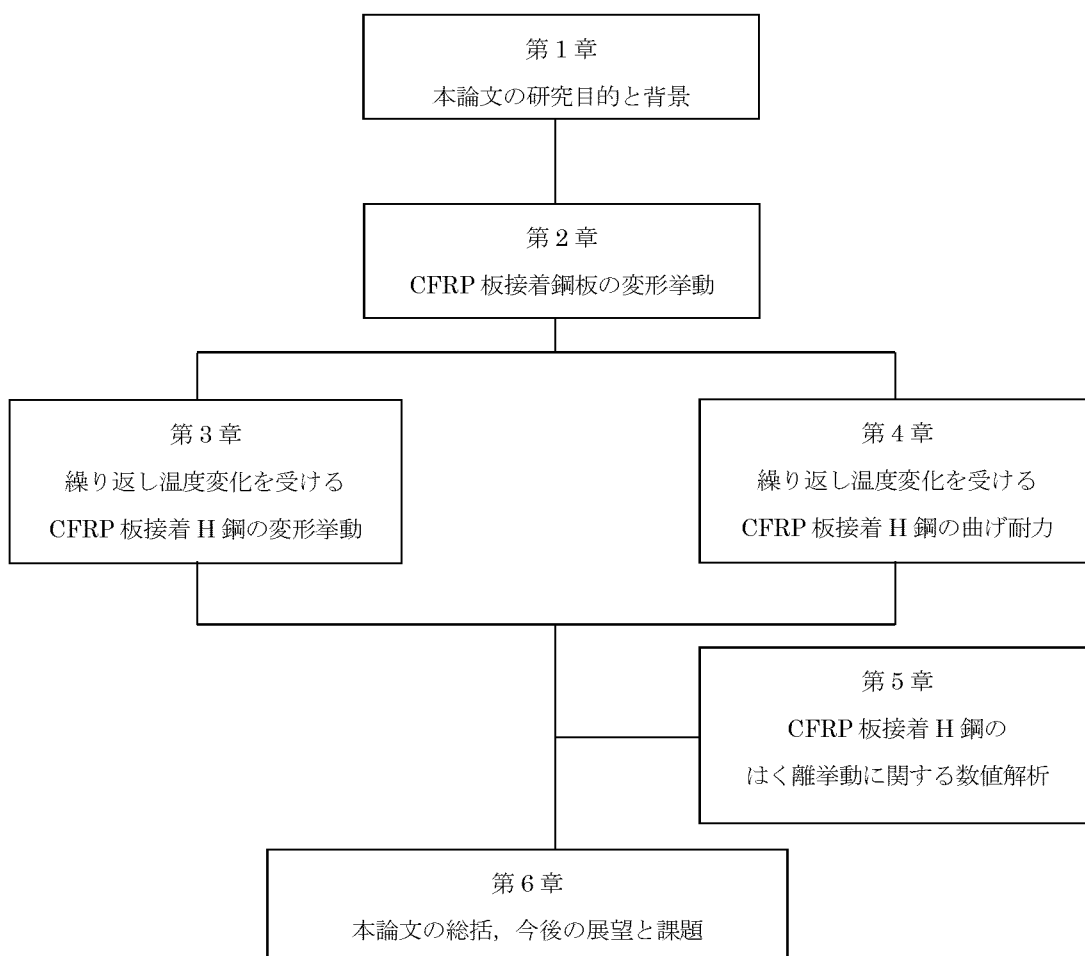 第1章
本論文の研究目的と背景
第2章
CFRP 板接着鋼板の変形挙動
第3章
繰り返し温度変化を受ける
CFRP 板接着 H 鋼の変形挙動
第4章
繰り返し温度変化を受ける
CFRP 板接着 H 鋼の曲げ耐力
第5章
CFRP 板接着 H 鋼の
はく離挙動に関する数値解析
第6章
本論文の総括，今後の展望と課題